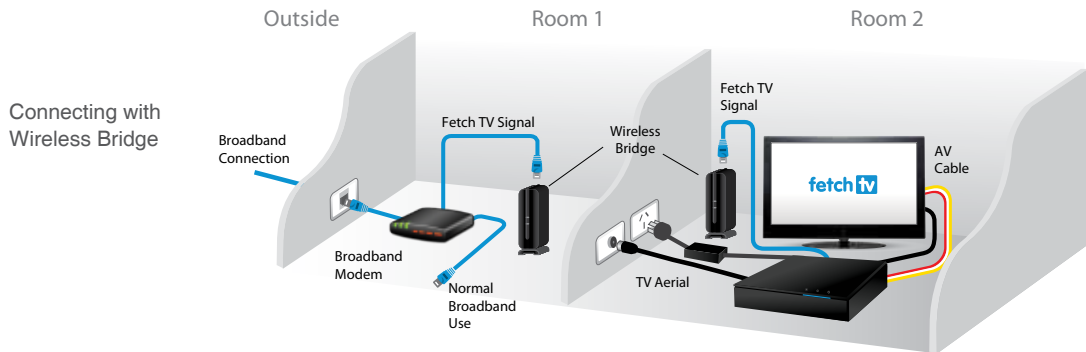 Outside
Room 1
Room 2
Connecting with
Wireless Bridge
Broadband
Connection
Fetch TV Signal
Wireless
Bridge
Fetch TV
Signal
AV
Cable
fetch tv
Broadband
Modem
Normal
Broadband
Use
TV Aerial